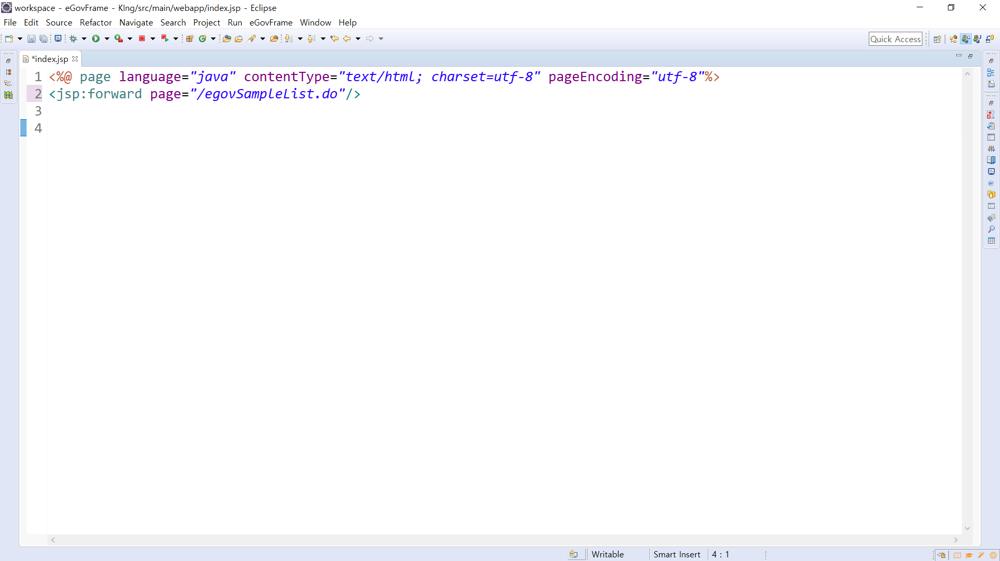 workspace - eGovFrame - KIng/src/main/webapp/index.jsp - Eclipse
File Edit Source Refactor Navigate Search Project Run eGovFrame Window Help
Quick Access
*index.jsp
1 <%@ page language="java" contentType="text/html; charset=utf-8" pageEncoding="utf-8"%>
2 <jsp:forward page="/egovSampleList.do"/>
3
4
Writable Smart Insert 4 : 1